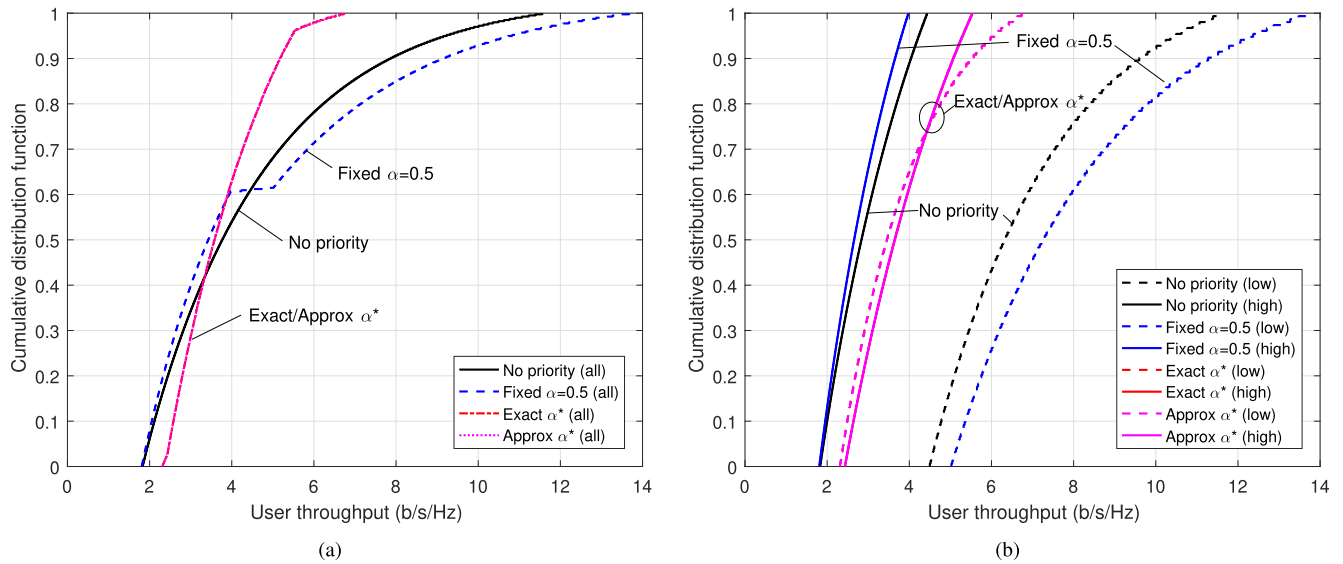 1
0.9
0.8
0.7
0.6
0.5
0.4
0.3
0.2
0.1
0
Cumulative distribution function
Fixed α=0.5
No priority
Exact/Approx α*
No priority (all)
Fixed α=0.5 (all)
Exact α* (all)
Approx α* (all)
0 2 4 6 8 10 12 14
User throughput (b/s/Hz)
(a)
1
0.9
0.8
0.7
0.6
0.5
0.4
0.3
0.2
0.1
0
Cumulative distribution function
Fixed α=0.5
Exact/Approx α*
No priority
No priority (low)
No priority (high)
Fixed α=0.5 (low)
Fixed α=0.5 (high)
Exact α* (low)
Exact α* (high)
Approx α* (low)
Approx α* (high)
0 2 4 6 8 10 12 14
User throughput (b/s/Hz)
(b)